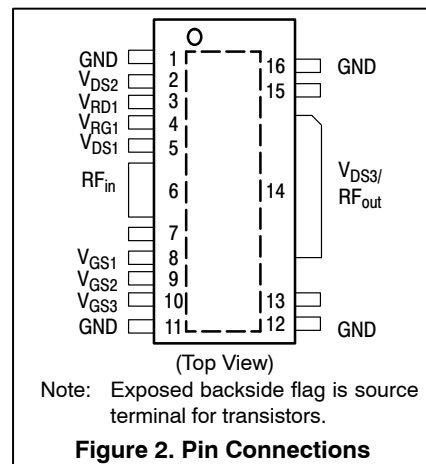 GND 1 16 GND
VDS2 2 15
VRD1 3
VRG1 4
VDS1 5
RFin 6 14 VDS3/
RFout
7
VGS1 8
VGS2 9
VGS3 10 13
GND 11 12 GND
(Top View)
Note: Exposed backside flag is source
terminal for transistors.
Figure 2. Pin Connections